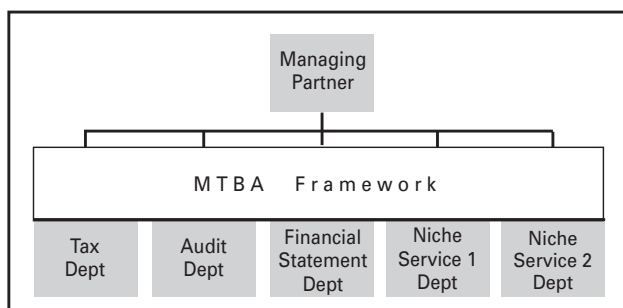 Managing
Partner
MTBA Framework
Tax
Dept
Audit
Dept
Financial
Statement
Dept
Niche
Service 1
Dept
Niche
Service 2
Dept